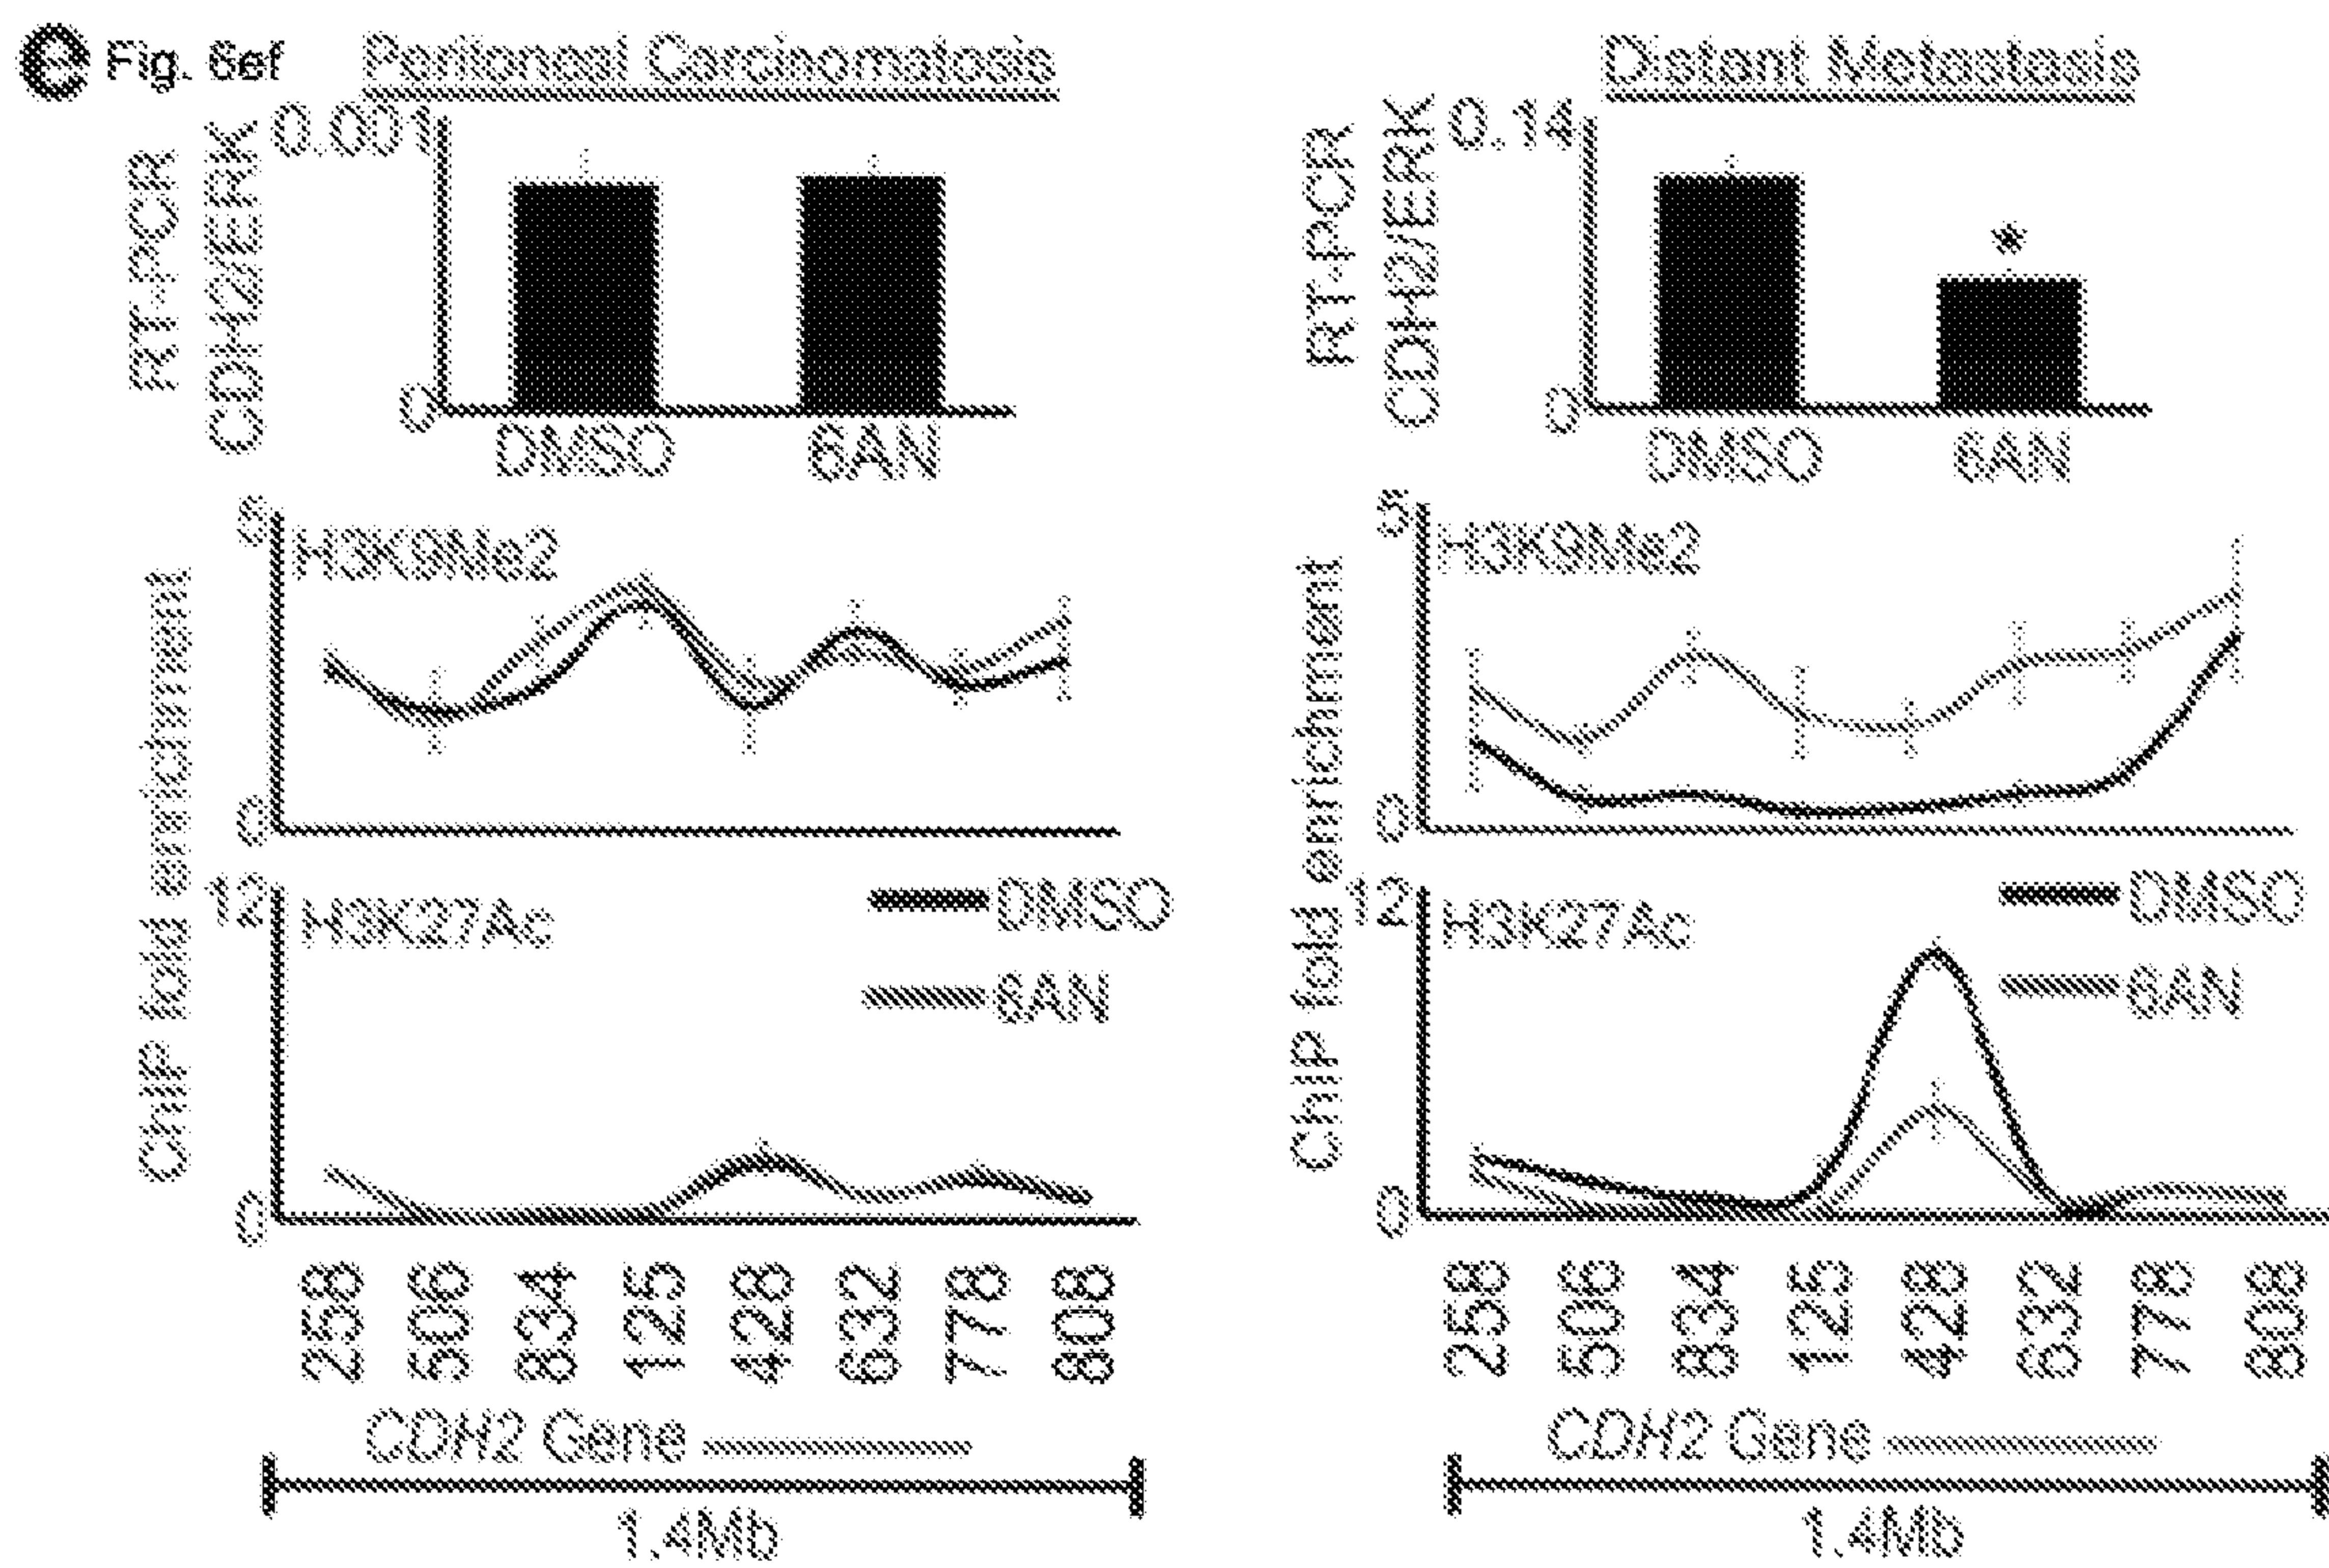 e Fig. 6ef
Peritoneal Carcinomatosis
RT-PCR
CDH2/ERK
0.001
0
DMSO 6AN
ChIP fold enrichment
5
H3K9Me2
0
12
H3K27Ac
DMSO
6AN
0
258 506 834 125 428 632 778 808
CDH2 Gene
1.4Mb
Distant Metastasis
RT-PCR
CDH2/ERK
0.14
*
0
DMSO 6AN
ChIP fold enrichment
5
H3K9Me2
0
12
H3K27Ac
DMSO
6AN
0
258 506 834 125 428 632 778 808
CDH2 Gene
1.4Mb